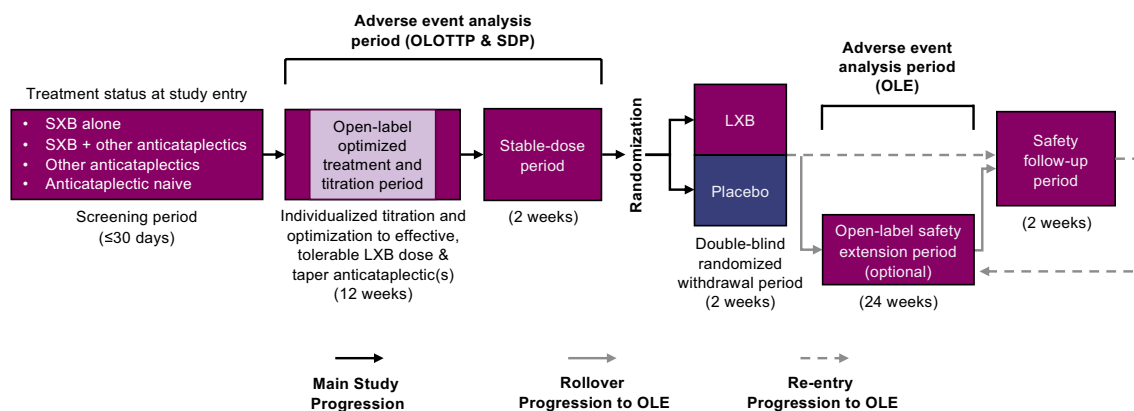 Adverse event analysis
period (OLOTTP & SDP)
Treatment status at study entry
• SXB alone
• SXB + other anticataplectics
• Other anticataplectics
• Anticataplectic naive
Screening period
(≤30 days)
Open-label
optimized
treatment and
titration period
Individualized titration and
optimization to effective,
tolerable LXB dose &
taper anticataplectic(s)
(12 weeks)
Stable-dose
period
(2 weeks)
Randomization
LXB
Placebo
Double-blind
randomized
withdrawal period
(2 weeks)
Adverse event
analysis period
(OLE)
Open-label safety
extension period
(optional)
(24 weeks)
Safety
follow-up
period
(2 weeks)
Main Study
Progression
Rollover
Progression to OLE
Re-entry
Progression to OLE